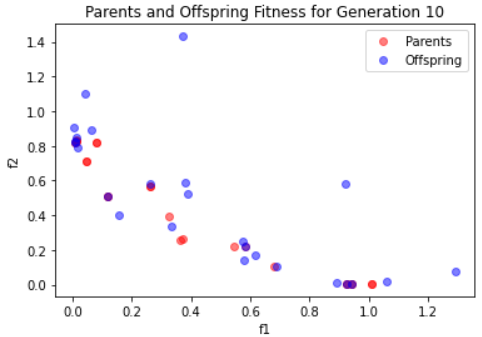 Parents and Offspring Fitness for Generation 10
Parents
Offspring
1.4
1.2
1.0
0.8
0.6
0.4
0.2
0.0
f2
0.0 0.2 0.4 0.6 0.8 1.0 1.2
f1